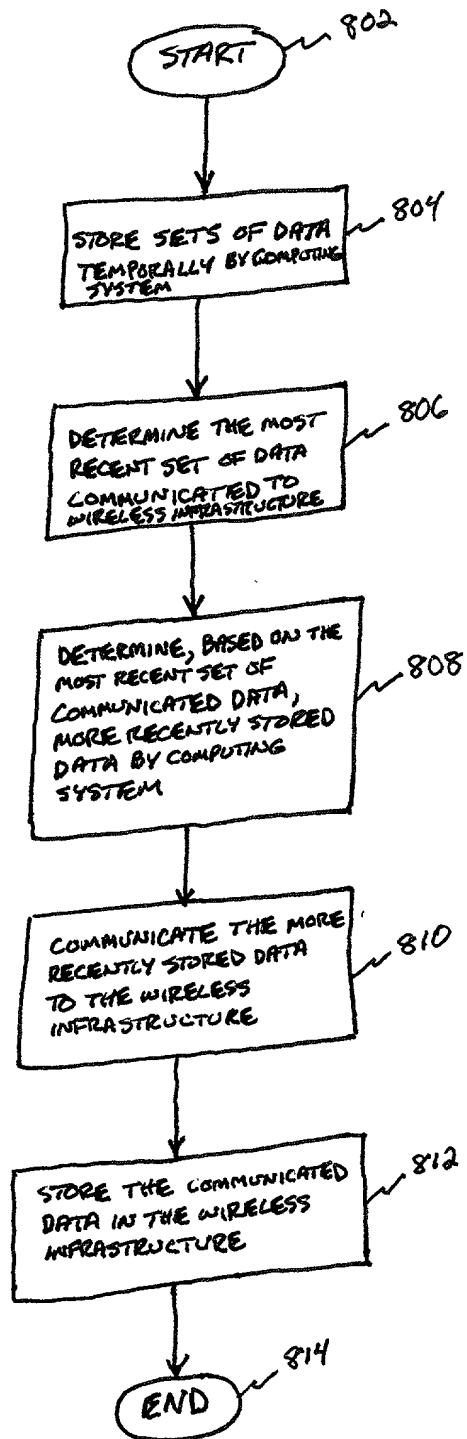 START
802
STORE SETS OF DATA
TEMPORALLY BY COMPUTING
SYSTEM
804
DETERMINE THE MOST
RECENT SET OF DATA
COMMUNICATED TO
WIRELESS INFRASTRUCTURE
806
DETERMINE, BASED ON THE
MOST RECENT SET OF
COMMUNICATED DATA,
MORE RECENTLY STORED
DATA BY COMPUTING
SYSTEM
808
COMMUNICATE THE MORE
RECENTLY STORED DATA
TO THE WIRELESS
INFRASTRUCTURE
810
STORE THE COMMUNICATED
DATA IN THE WIRELESS
INFRASTRUCTURE
812
END
814